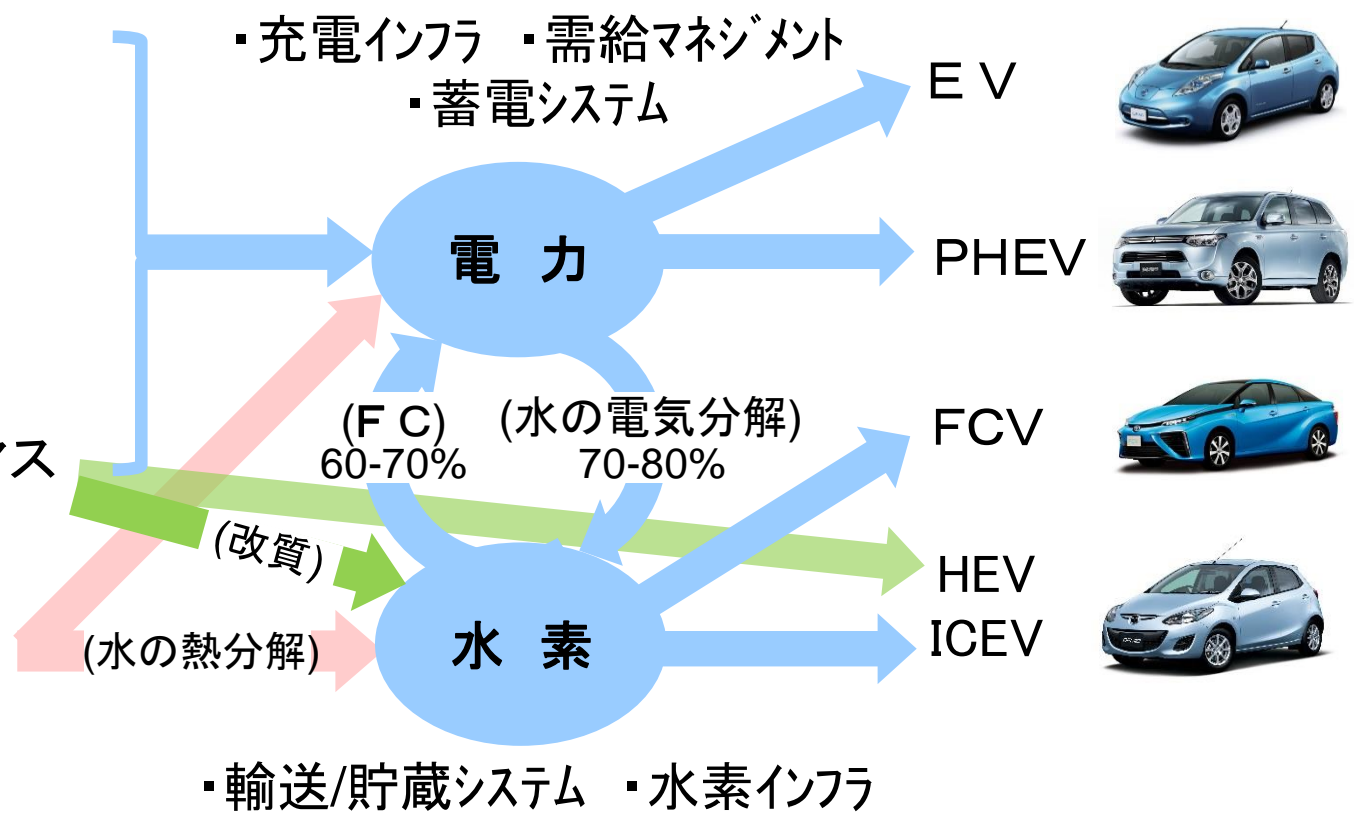 ・充電インフラ ・需給マネジメント
・蓄電システム
ＥＶ
電 力
PHEV
(ＦＣ) (水の電気分解)
60-70% 70-80%
FCV
ス
(改質)
HEV
(水の熱分解)
水 素
ICEV
・輸送/貯蔵システム ・水素インフラ